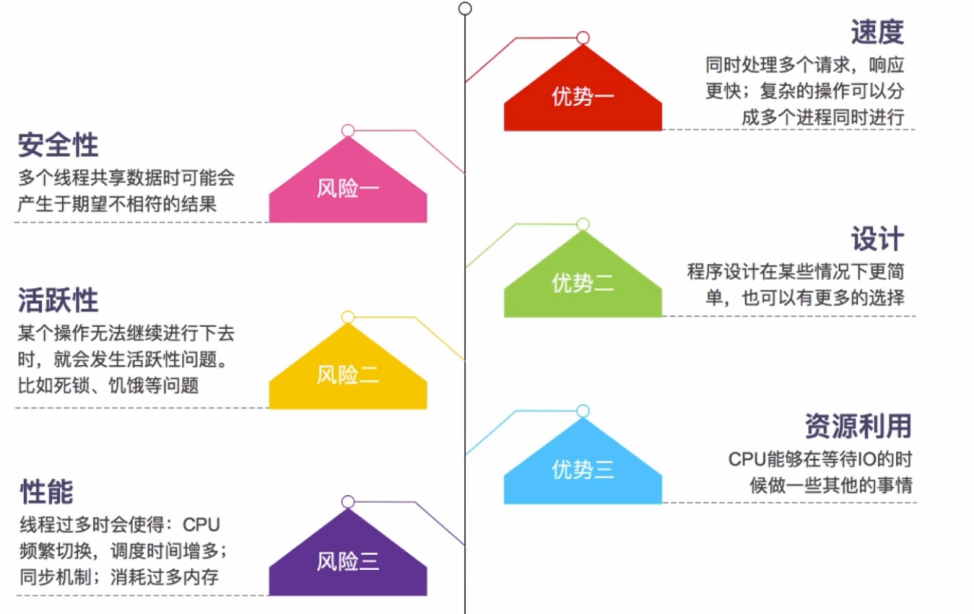 速度
同时处理多个请求，响应
更快；复杂的操作可以分
成多个进程同时进行
优势一
安全性
多个线程共享数据时可能会
产生于期望不相符的结果
风险一
设计
程序设计在某些情况下更简
单，也可以有更多的选择
优势二
活跃性
某个操作无法继续进行下去
时，就会发生活跃性问题。
比如死锁、饥饿等问题
风险二
资源利用
CPU能够在等待IO的时
候做一些其他的事情
优势三
性能
线程过多时会使得：CPU
频繁切换，调度时间增多；
同步机制；消耗过多内存
风险三